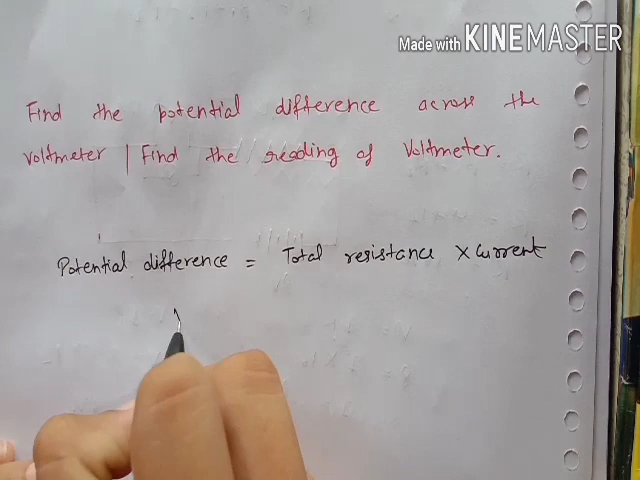 Made with KINEMASTER
Find the potential difference across the
voltmeter / Find the reading of Voltmeter.
Potential difference = Total resistance × Current